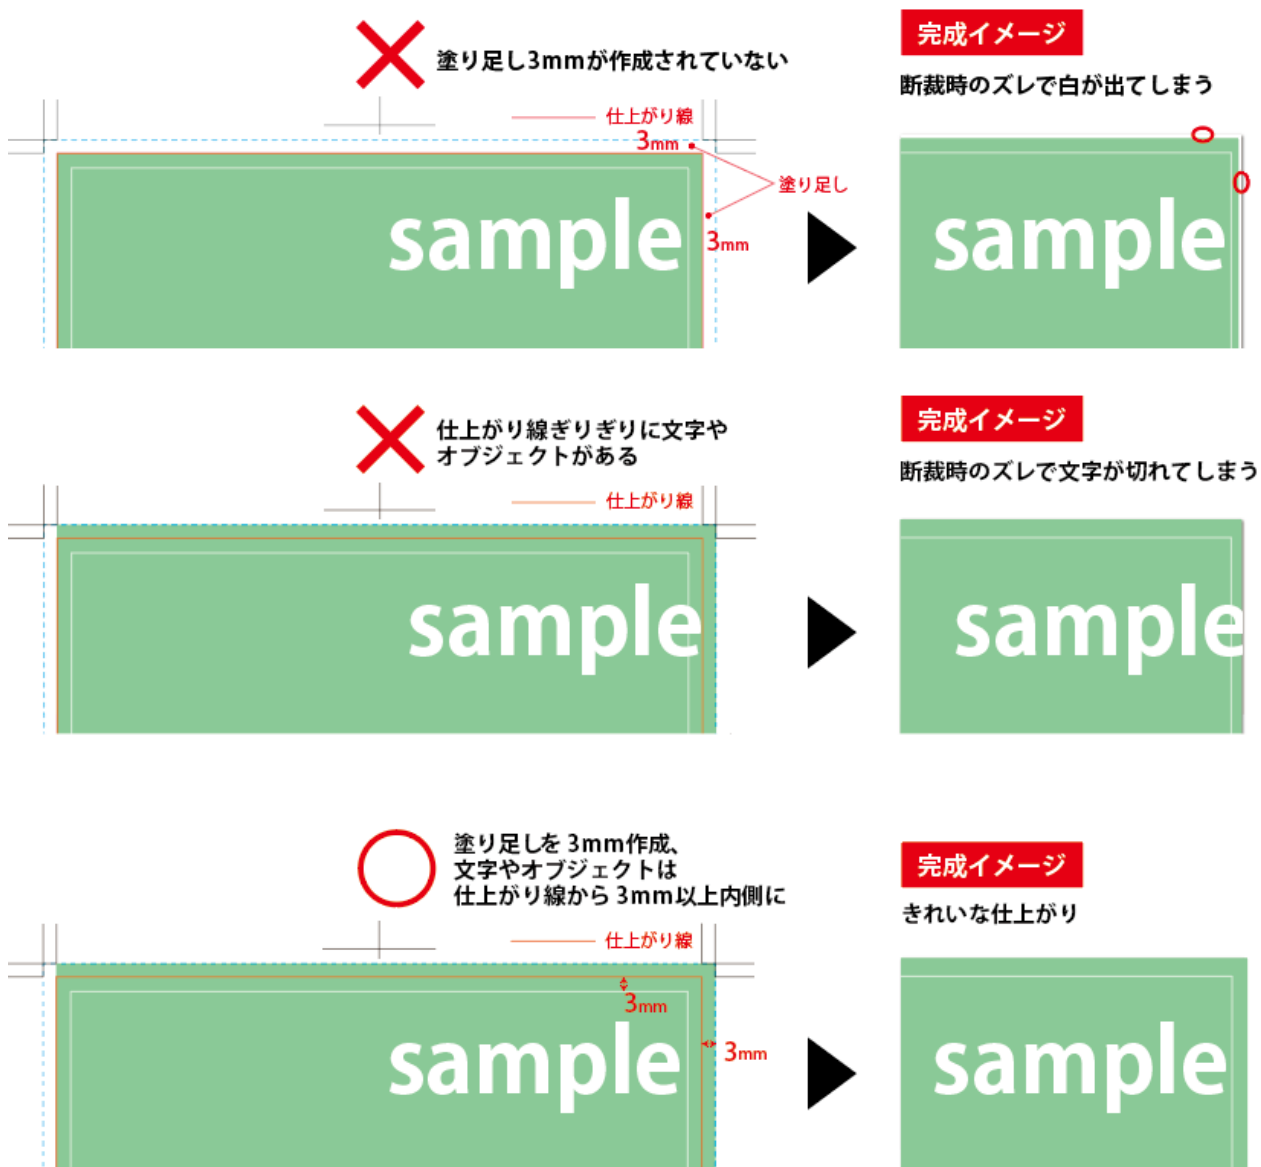 塗り足し3mmが作成されていない
仕上がり線
3mm
塗り足し
3mm
sample
完成イメージ
断裁時のズレで白が出てしまう
sample
仕上がり線ぎりぎりに文字や
オブジェクトがある
仕上がり線
sample
完成イメージ
断裁時のズレで文字が切れてしまう
sample
塗り足しを 3mm作成、
文字やオブジェクトは
仕上がり線から 3mm以上内側に
仕上がり線
3mm
3mm
sample
完成イメージ
きれいな仕上がり
sample